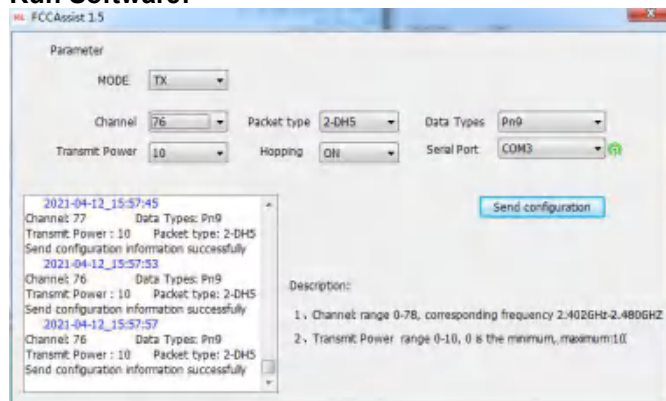 Run Software:
FCCAssist 1.5
Parameter
MODE TX
Channel 76 Packet type 2-DH5 Data Types Pn9
Transmit Power 10 Hopping ON Serial Port COM3
Send configuration
2021-04-12_15:57:45
Channel: 77 Data Types: Pn9
Transmit Power : 10 Packet type: 2-DH5
Send configuration information successfully
2021-04-12_15:57:53
Channel: 76 Data Types: Pn9
Transmit Power : 10 Packet type: 2-DH5
Send configuration information successfully
2021-04-12_15:57:57
Channel: 76 Data Types: Pn9
Transmit Power : 10 Packet type: 2-DH5
Send configuration information successfully
Description:
1、Channel: range 0-78, corresponding frequency 2.402GHz-2.480GHZ
2、Transmit Power range 0-10, 0 is the minimum, maximum:10